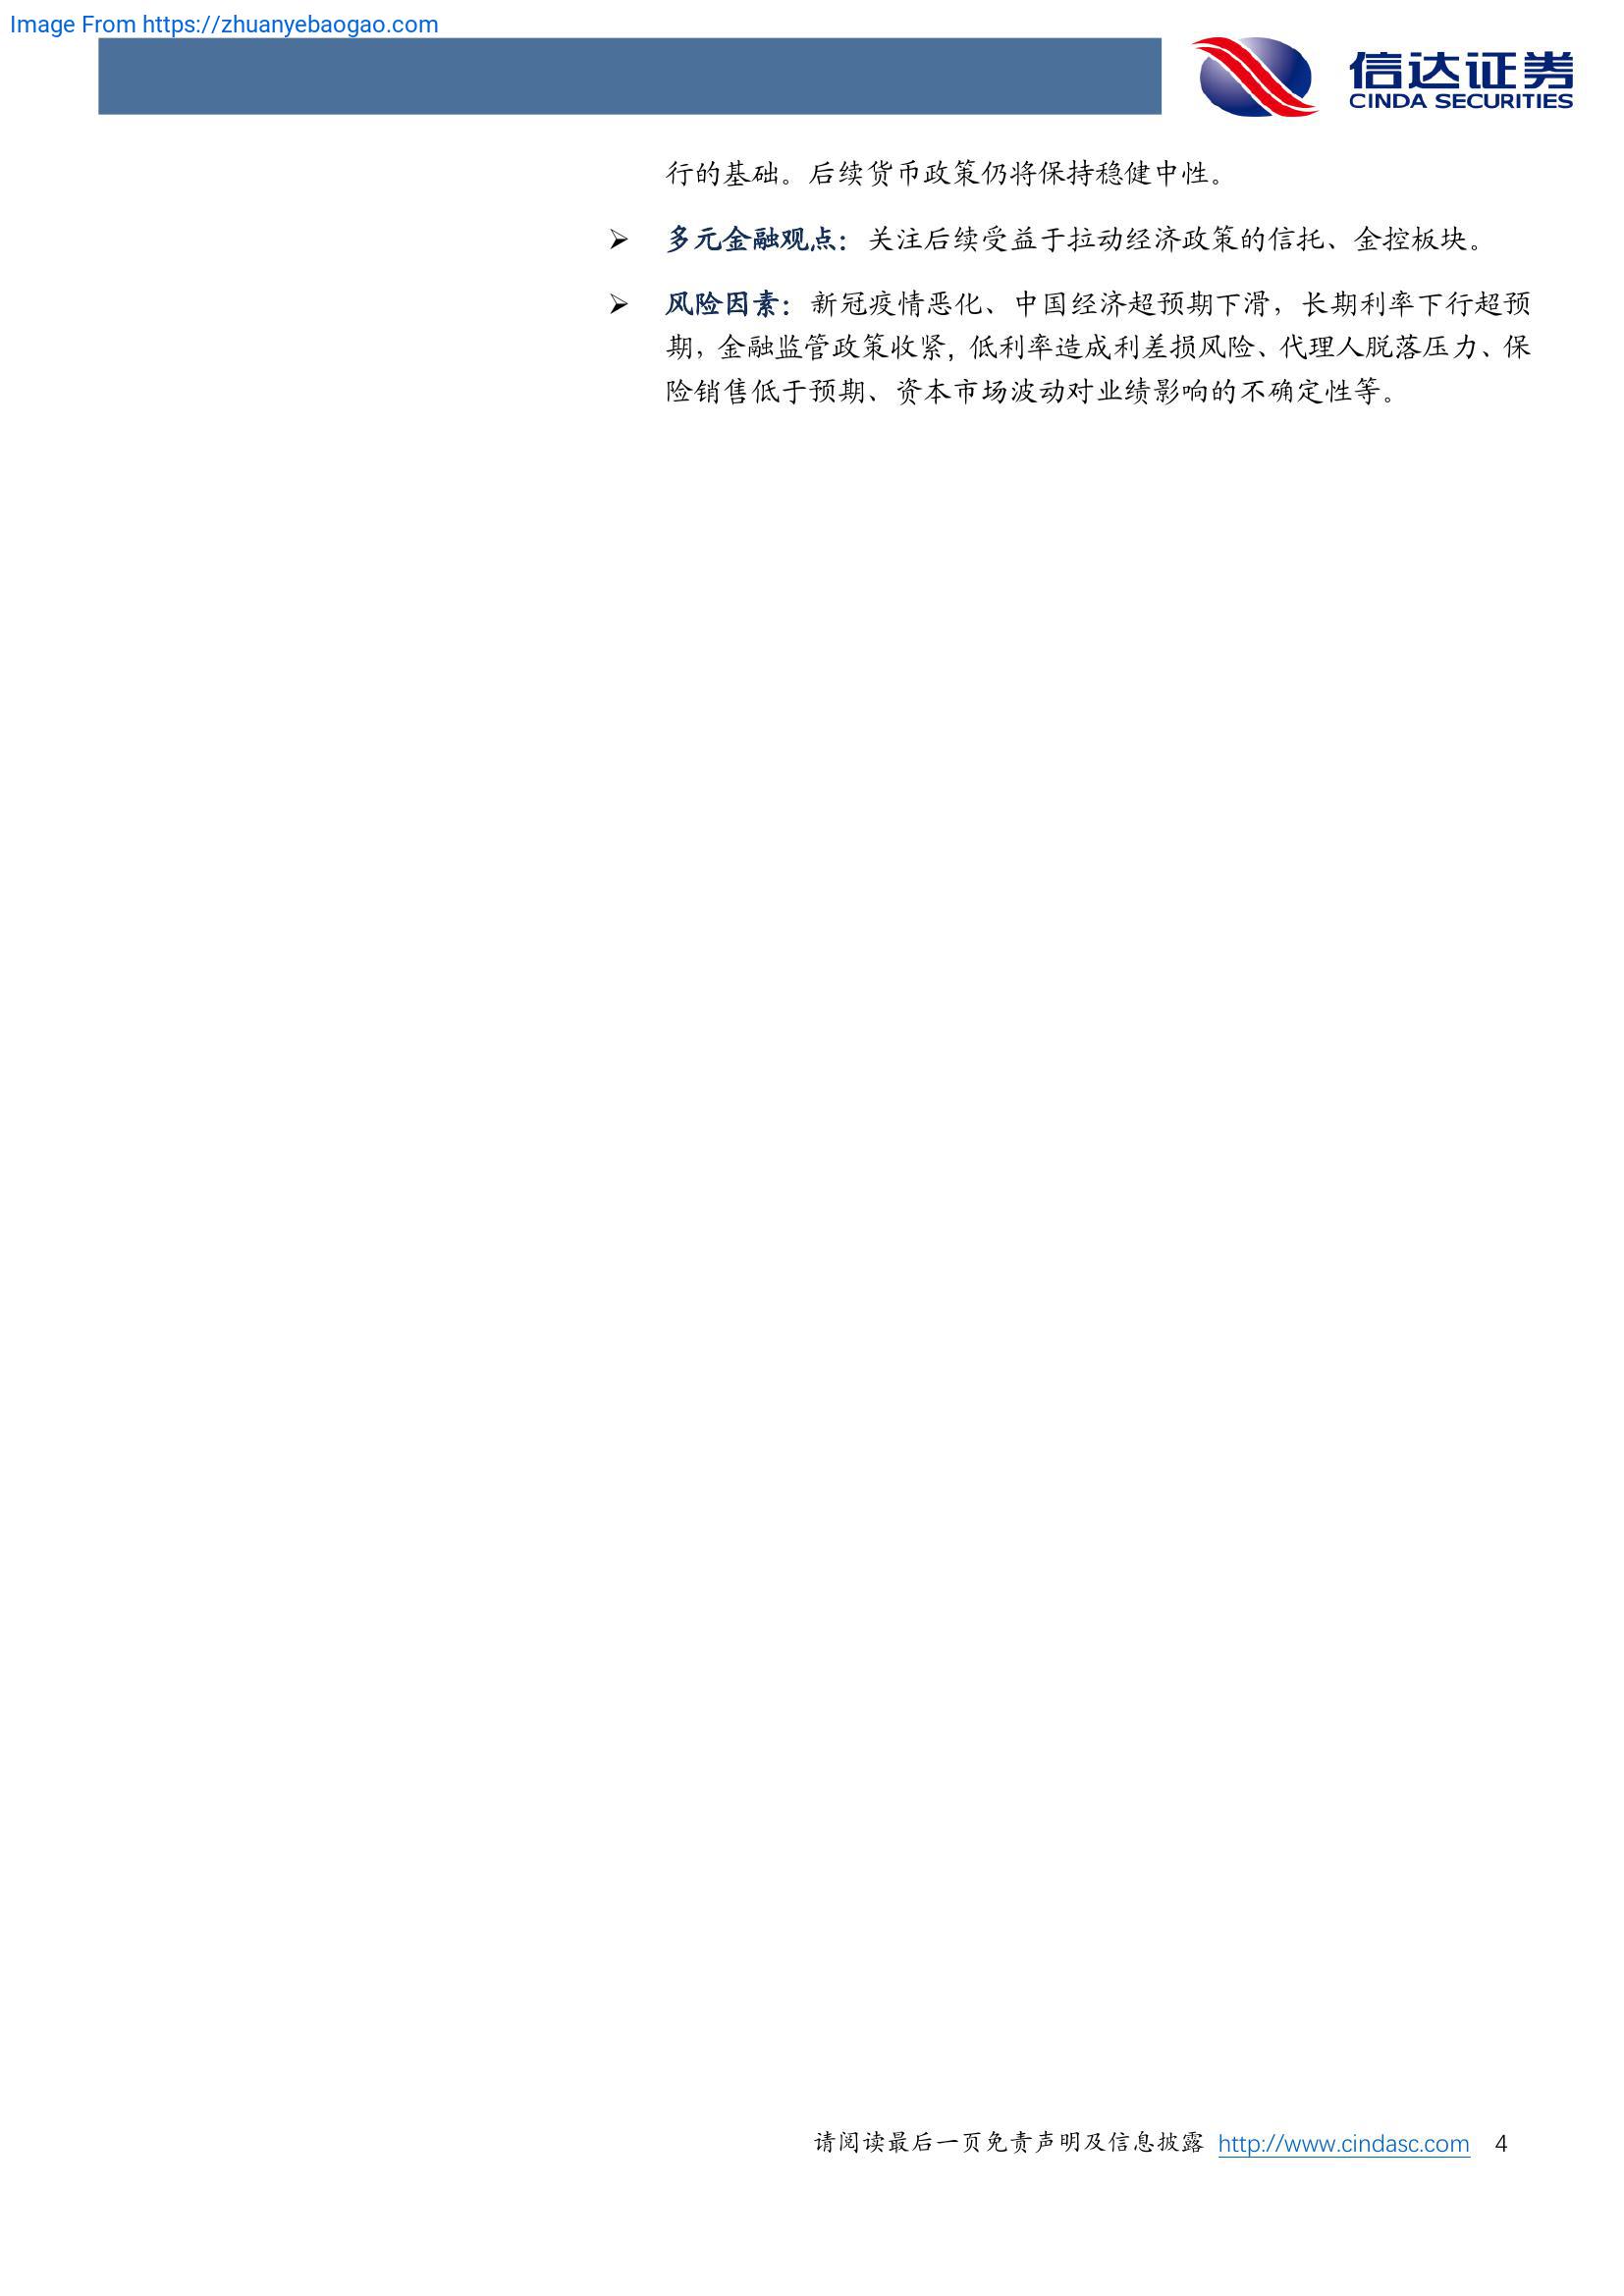 Image From https://zhuanyebaogao.com
信达证券
CINDA SECURITIES
行的基础。后续货币政策仍将保持稳健中性。
➢ 多元金融观点：关注后续受益于拉动经济政策的信托、金控板块。
➢ 风险因素：新冠疫情恶化、中国经济超预期下滑，长期利率下行超预
期，金融监管政策收紧，低利率造成利差损风险、代理人脱落压力、保
险销售低于预期、资本市场波动对业绩影响的不确定性等。
请阅读最后一页免责声明及信息披露 http://www.cindasc.com 4